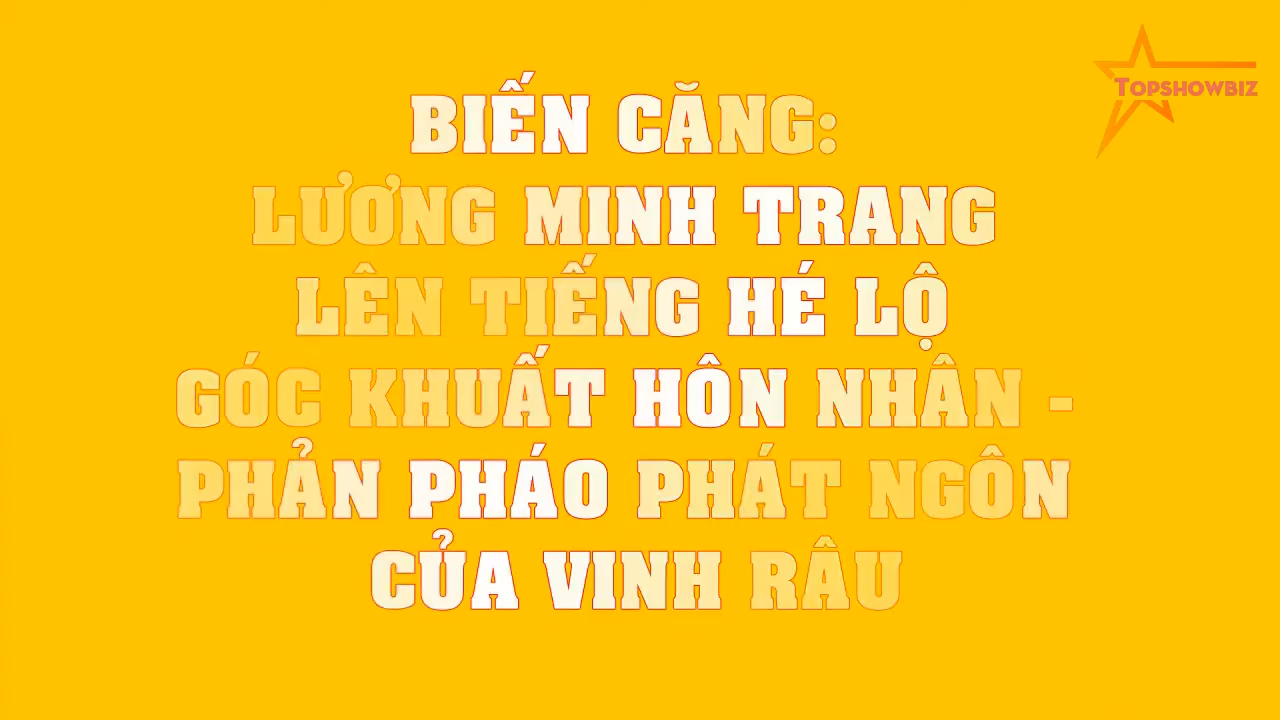 TOPSHOWBIZ
BIẾN CĂNG:
LƯƠNG MINH TRANG
LÊN TIẾNG HÉ LỘ
GÓC KHUẤT HÔN NHÂN -
PHẢN PHÁO PHÁT NGÔN
CỦA VINH RÂU